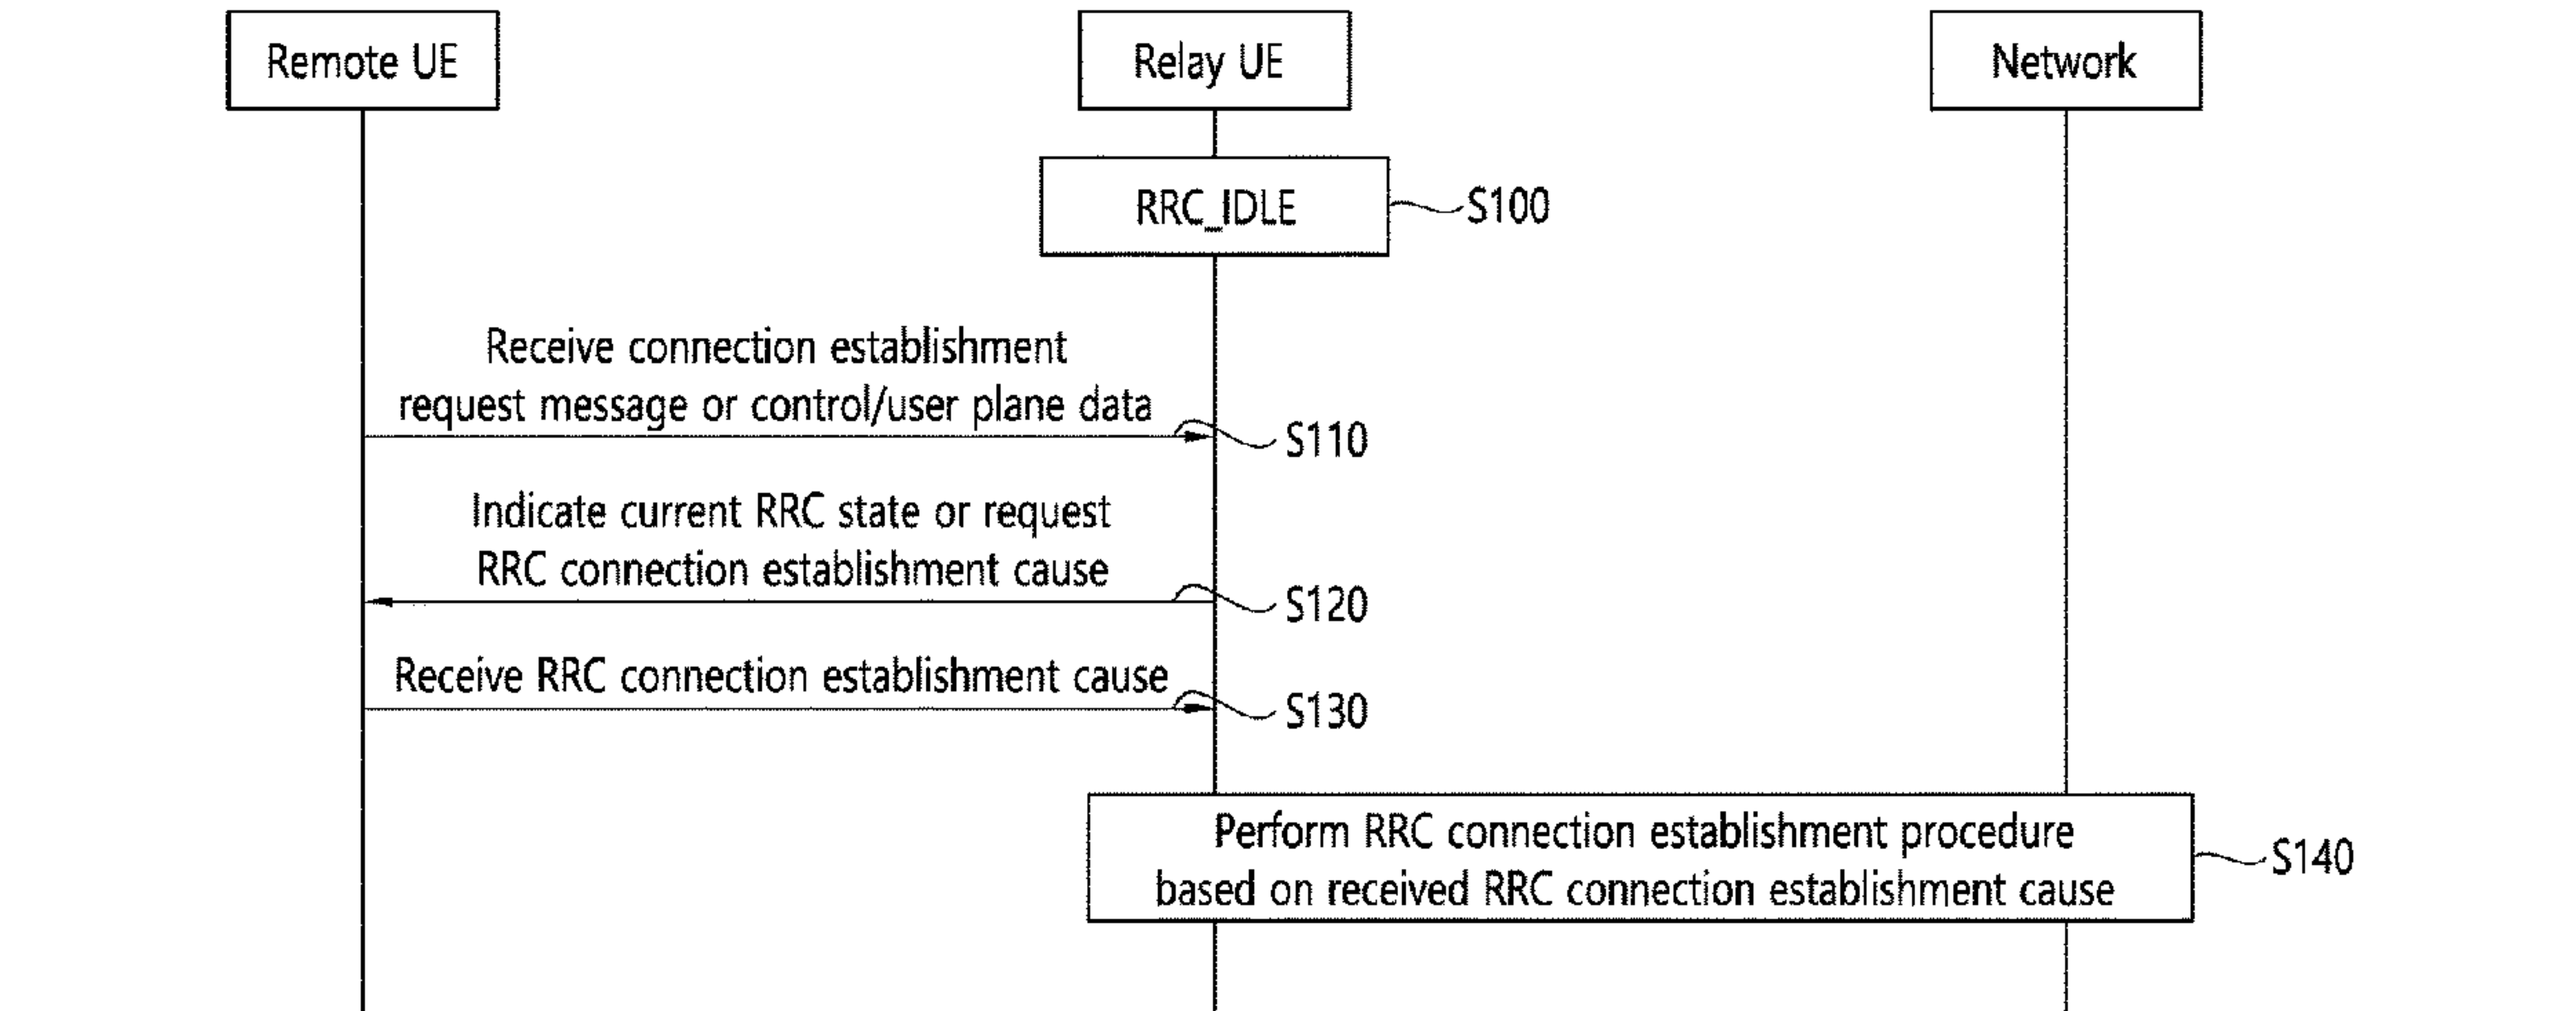 Remote UE
Relay UE
Network
RRC_IDLE
S100
Receive connection establishment
request message or control/user plane data
S110
Indicate current RRC state or request
RRC connection establishment cause
S120
Receive RRC connection establishment cause
S130
Perform RRC connection establishment procedure
based on received RRC connection establishment cause
S140